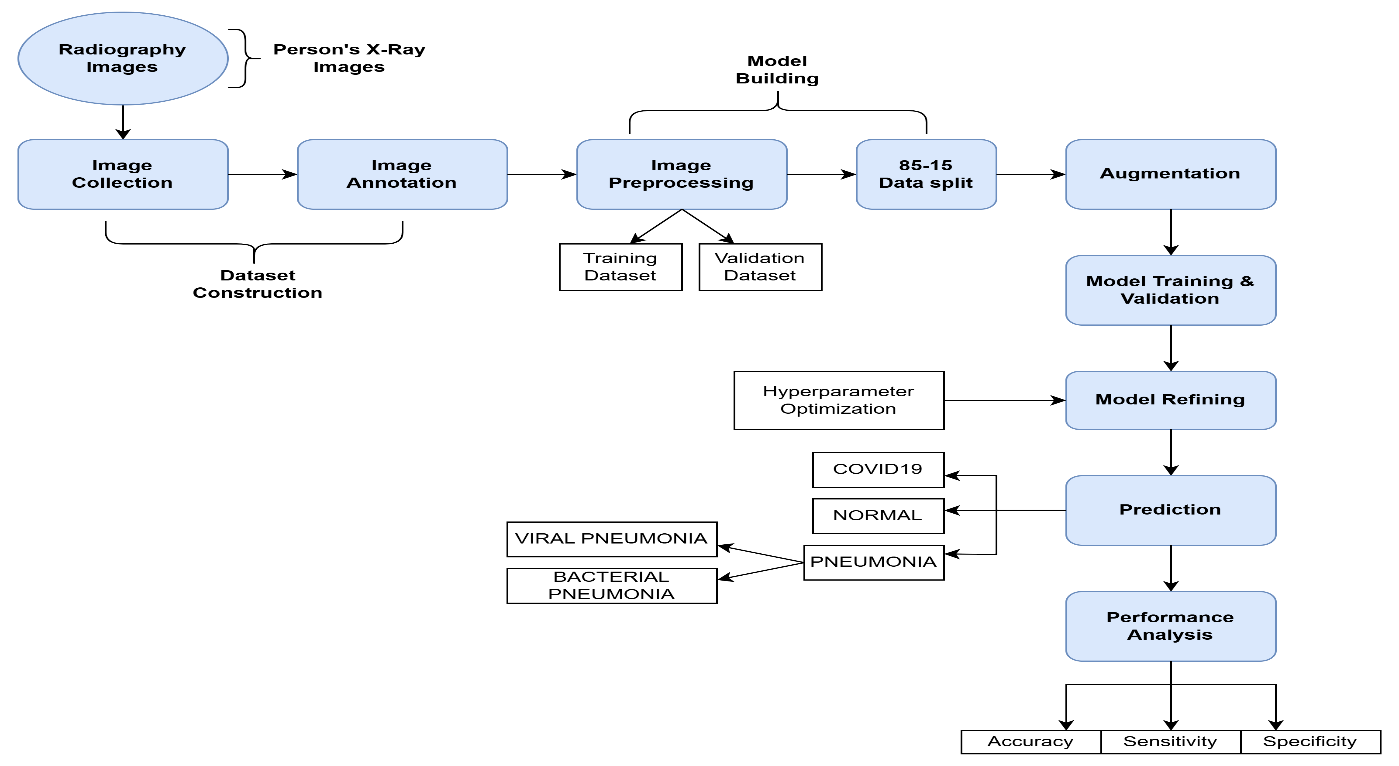 Radiography
Images
Person's X-Ray
Images
Model
Building
Image
Collection
Image
Annotation
Image
Preprocessing
85-15
Data split
Augmentation
Dataset
Construction
Training
Dataset
Validation
Dataset
Model Training &
Validation
Hyperparameter
Optimization
Model Refining
COVID19
NORMAL
PNEUMONIA
VIRAL PNEUMONIA
BACTERIAL
PNEUMONIA
Prediction
Performance
Analysis
Accuracy
Sensitivity
Specificity